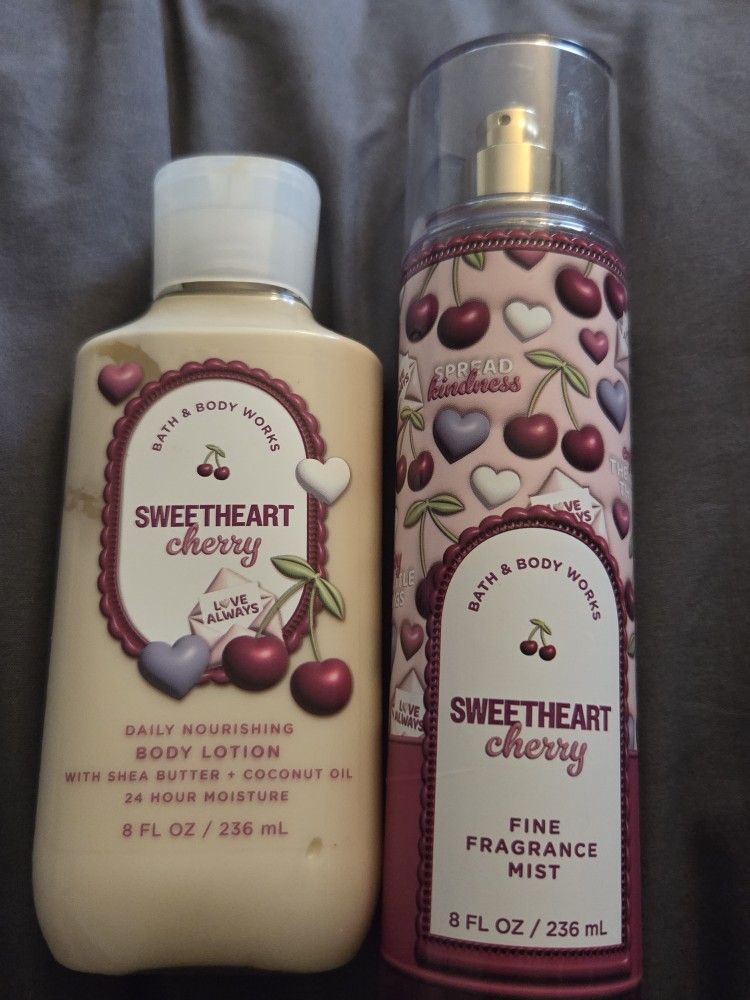 BATH & BODY WORKS
SWEETHEART
cherry
LOVE
ALWAYS
DAILY NOURISHING
BODY LOTION
WITH SHEA BUTTER + COCONUT OIL
24 HOUR MOISTURE
8 FL OZ / 236 mL
SPREAD
kindness
LOVE
ALWAYS
BATH & BODY WORKS
SWEETHEART
cherry
FINE
FRAGRANCE
MIST
8 FL OZ / 236 mL